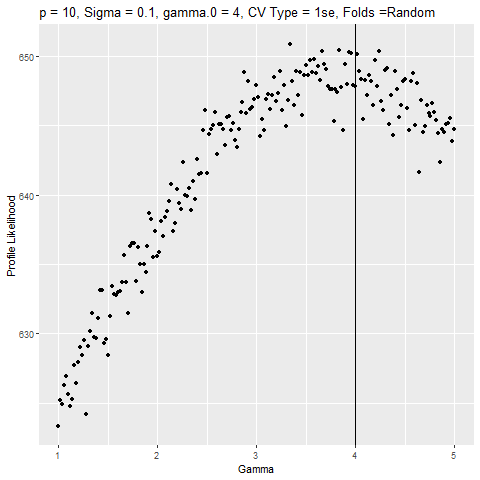 p = 10, Sigma = 0.1, gamma.0 = 4, CV Type = 1se, Folds =Random
650
640
630
Profile Likelihood
1 2 3 4 5
Gamma